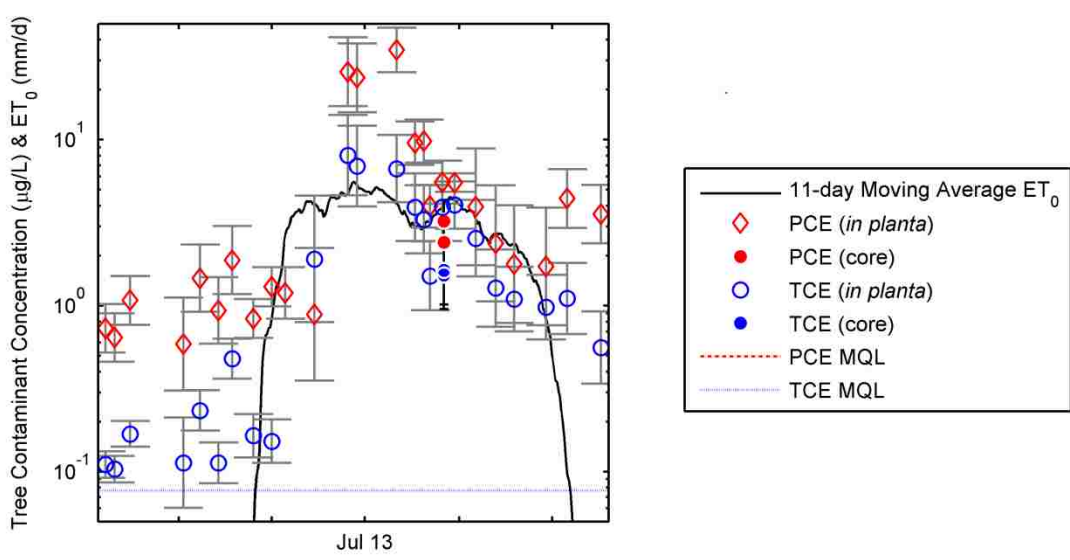 Tree Contaminant Concentration (μg/L) & ET0 (mm/d)
10^1
10^0
10^-1
Jul 13
11-day Moving Average ET0
PCE (in planta)
PCE (core)
TCE (in planta)
TCE (core)
PCE MQL
TCE MQL